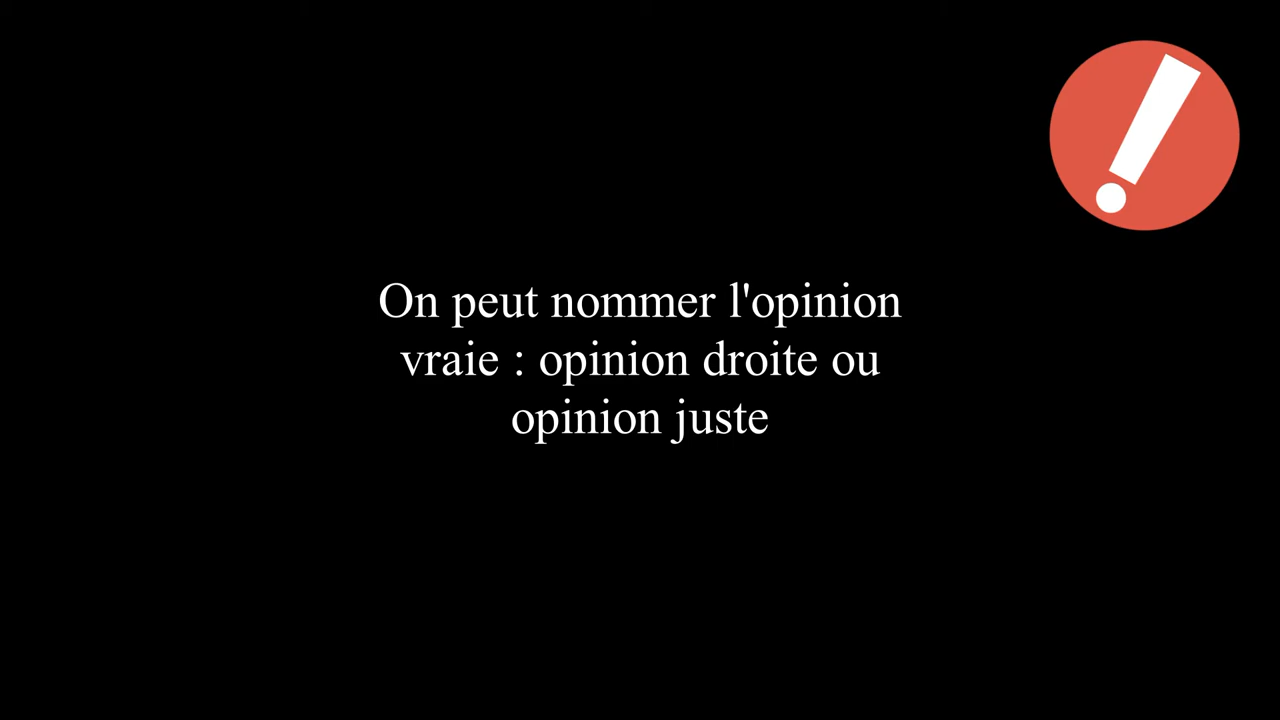 On peut nommer l'opinion
vraie : opinion droite ou
opinion juste